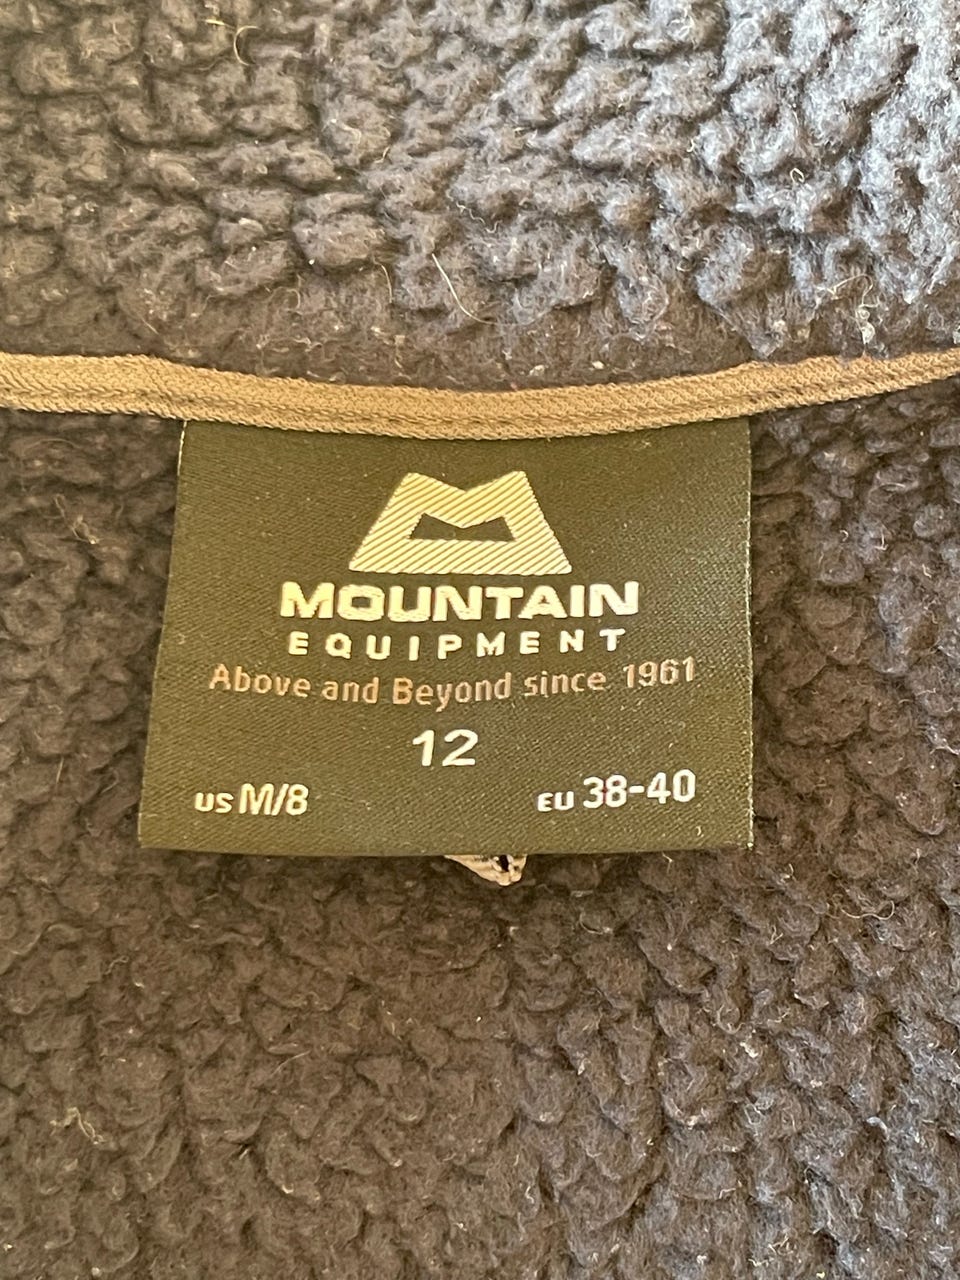 MOUNTAIN
EQUIPMENT
Above and Beyond since 1961
12
US M/8 EU 38-40